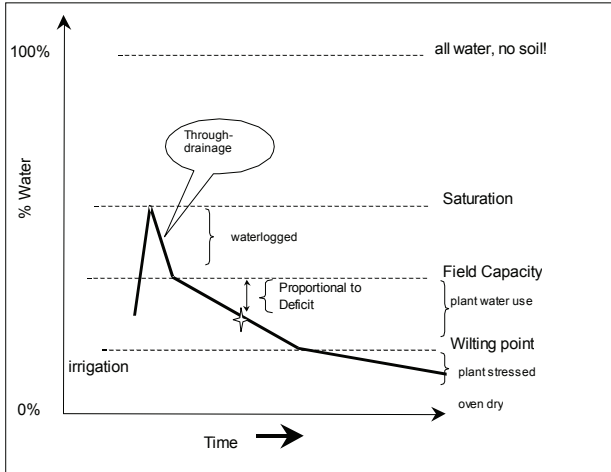 100%
all water, no soil!
Through-
drainage
% Water
Saturation
waterlogged
Field Capacity
Proportional to
Deficit
plant water use
Wilting point
irrigation
plant stressed
0%
oven dry
Time